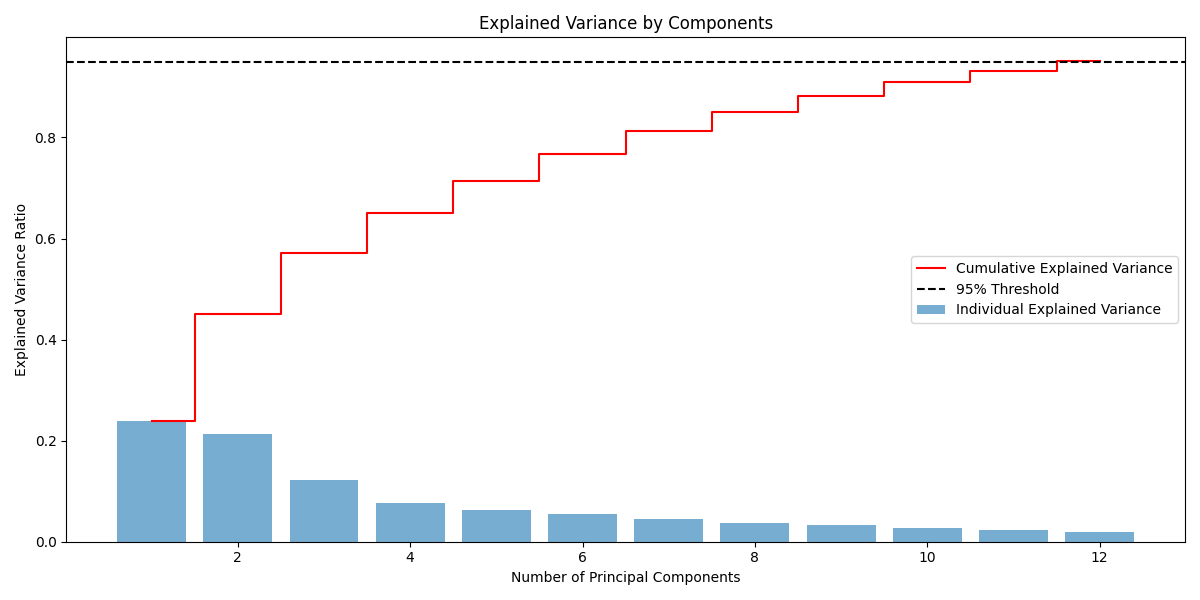 Explained Variance by Components
Explained Variance Ratio
0.8
0.6
0.4
0.2
0.0
Cumulative Explained Variance
95% Threshold
Individual Explained Variance
2 4 6 8 10 12
Number of Principal Components